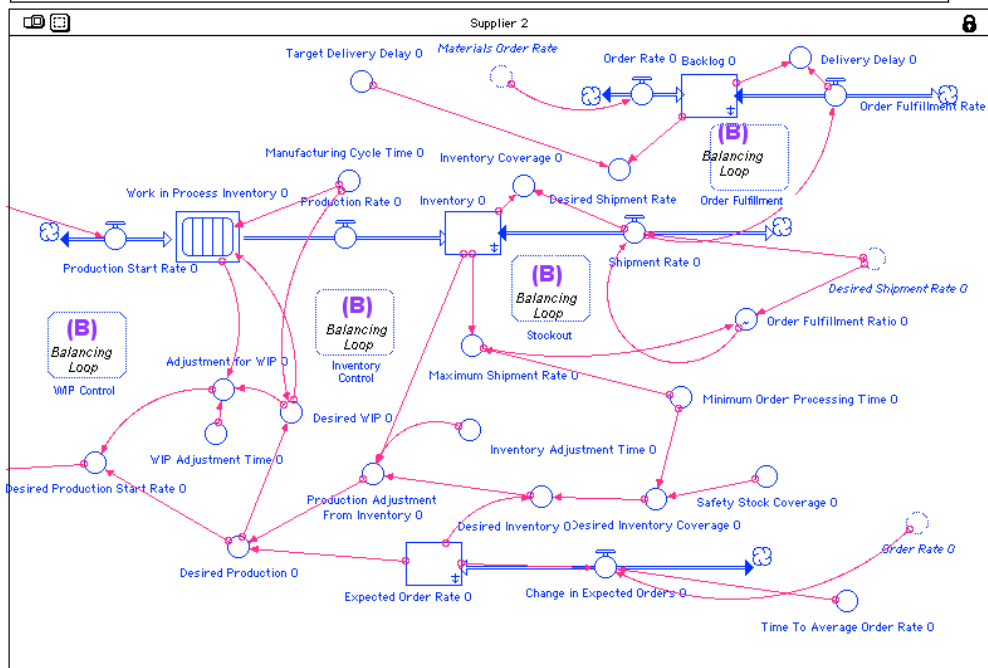 Supplier 2
Target Delivery Delay 0
Materials Order Rate
Order Rate 0
Backlog 0
Delivery Delay 0
Order Fulfillment Rate
(B)
Balancing
Loop
Order Fulfillment
Manufacturing Cycle Time 0
Inventory Coverage 0
Work in Process Inventory 0
Production Rate 0
Inventory 0
Desired Shipment Rate
Production Start Rate 0
Shipment Rate 0
Desired Shipment Rate 0
(B)
Balancing
Loop
Stockout
(B)
Balancing
Loop
Inventory
Control
(B)
Balancing
Loop
WIP Control
Order Fulfillment Ratio 0
Adjustment for WIP 0
Maximum Shipment Rate 0
Minimum Order Processing Time 0
Desired WIP 0
WIP Adjustment Time 0
Inventory Adjustment Time 0
Desired Production Start Rate 0
Production Adjustment
From Inventory 0
Safety Stock Coverage 0
Desired Inventory 0
Desired Inventory Coverage 0
Order Rate 0
Desired Production 0
Expected Order Rate 0
Change in Expected Orders 0
Time To Average Order Rate 0